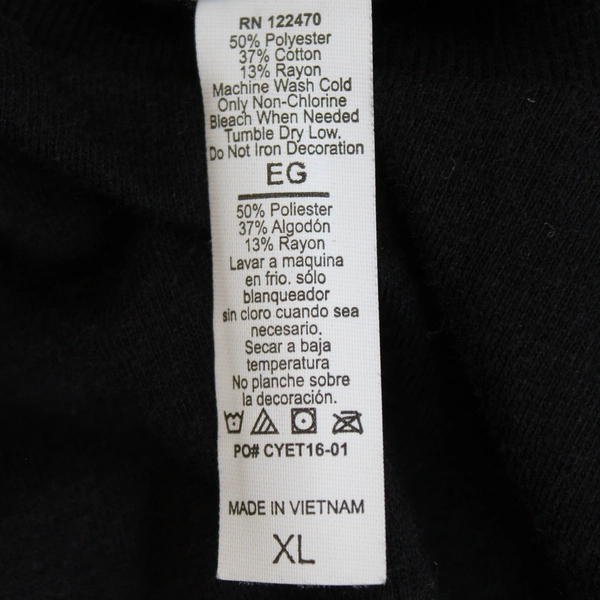 RN 122470
50% Polyester
37% Cotton
13% Rayon
Machine Wash Cold
Only Non-Chlorine
Bleach When Needed
Tumble Dry Low.
Do Not Iron Decoration
EG
50% Poliester
37% Algodón
13% Rayon
Lavar a máquina
en frio. sólo
blanqueador
sin cloro cuando sea
necesario.
Secar a baja
temperatura
No planche sobre
la decoración.
PO# CYET16-01
MADE IN VIETNAM
XL